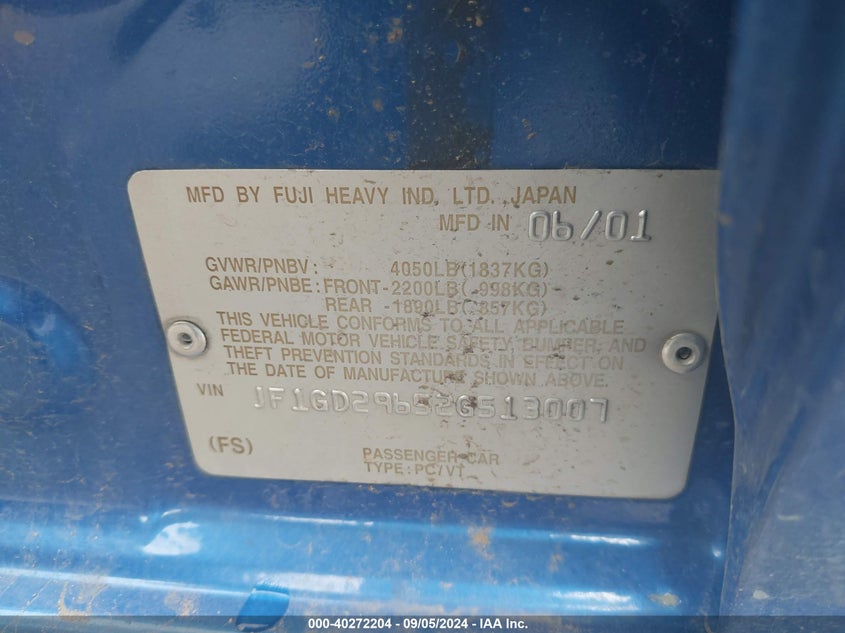 MFD BY FUJI HEAVY IND. LTD. JAPAN
MFD IN 06/01
GVWR/PNBV: 4050LB(1837KG)
GAWR/PNBE: FRONT-2200LB( 998KG)
REAR -1890LB( 857KG)
THIS VEHICLE CONFORMS TO ALL APPLICABLE
FEDERAL MOTOR VEHICLE SAFETY, BUMPER, AND
THEFT PREVENTION STANDARDS IN EFFECT ON
THE DATE OF MANUFACTURE SHOWN ABOVE.
VIN JF1GD29652G513007
(FS)
PASSENGER CAR
TYPE: PC/VT
000-40272204 - 09/05/2024 - IAA Inc.